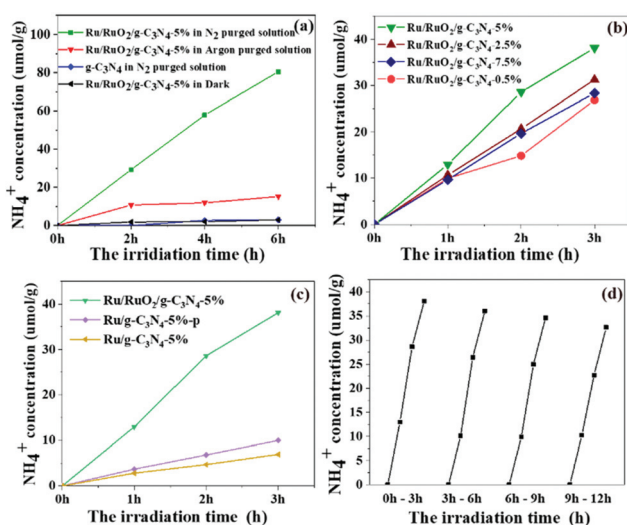 (a)
Ru/RuO₂/g-C₃N₄-5% in N₂ purged solution
Ru/RuO₂/g-C₃N₄-5% in Argon purged solution
g-C₃N₄ in N₂ purged solution
Ru/RuO₂/g-C₃N₄-5% in Dark
NH₄⁺ concentration (umol/g)
100
80
60
40
20
0
0h 2h 4h 6h
The irridiation time (h)
(b)
Ru/RuO₂/g-C₃N₄-5%
Ru/RuO₂/g-C₃N₄-2.5%
Ru/RuO₂/g-C₃N₄-7.5%
Ru/RuO₂/g-C₃N₄-0.5%
NH₄⁺ concentration (umol/g)
40
30
20
10
0
0h 1h 2h 3h
The irridiation time (h)
(c)
Ru/RuO₂/g-C₃N₄-5%
Ru/g-C₃N₄-5%-p
Ru/g-C₃N₄-5%
NH₄⁺ concentration (umol/g)
40
30
20
10
0
0h 1h 2h 3h
The irridiation time (h)
(d)
NH₄⁺ concentration (umol/g)
40
35
30
25
20
15
10
5
0
0h - 3h 3h - 6h 6h - 9h 9h - 12h
The irridiation time (h)